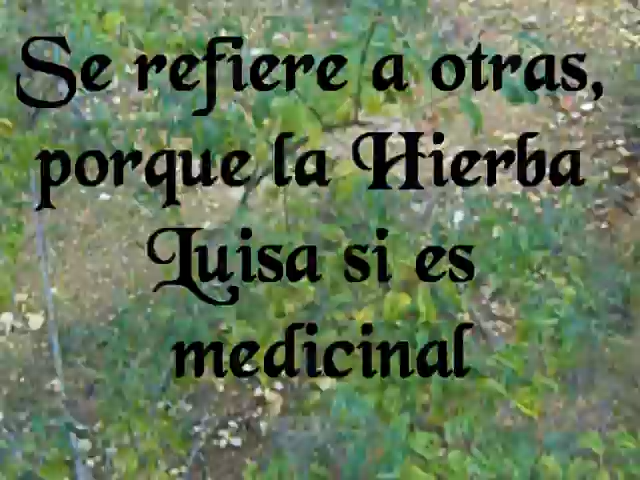 Se refiere a otras,
porque la Hierba
Luisa si es
medicinal